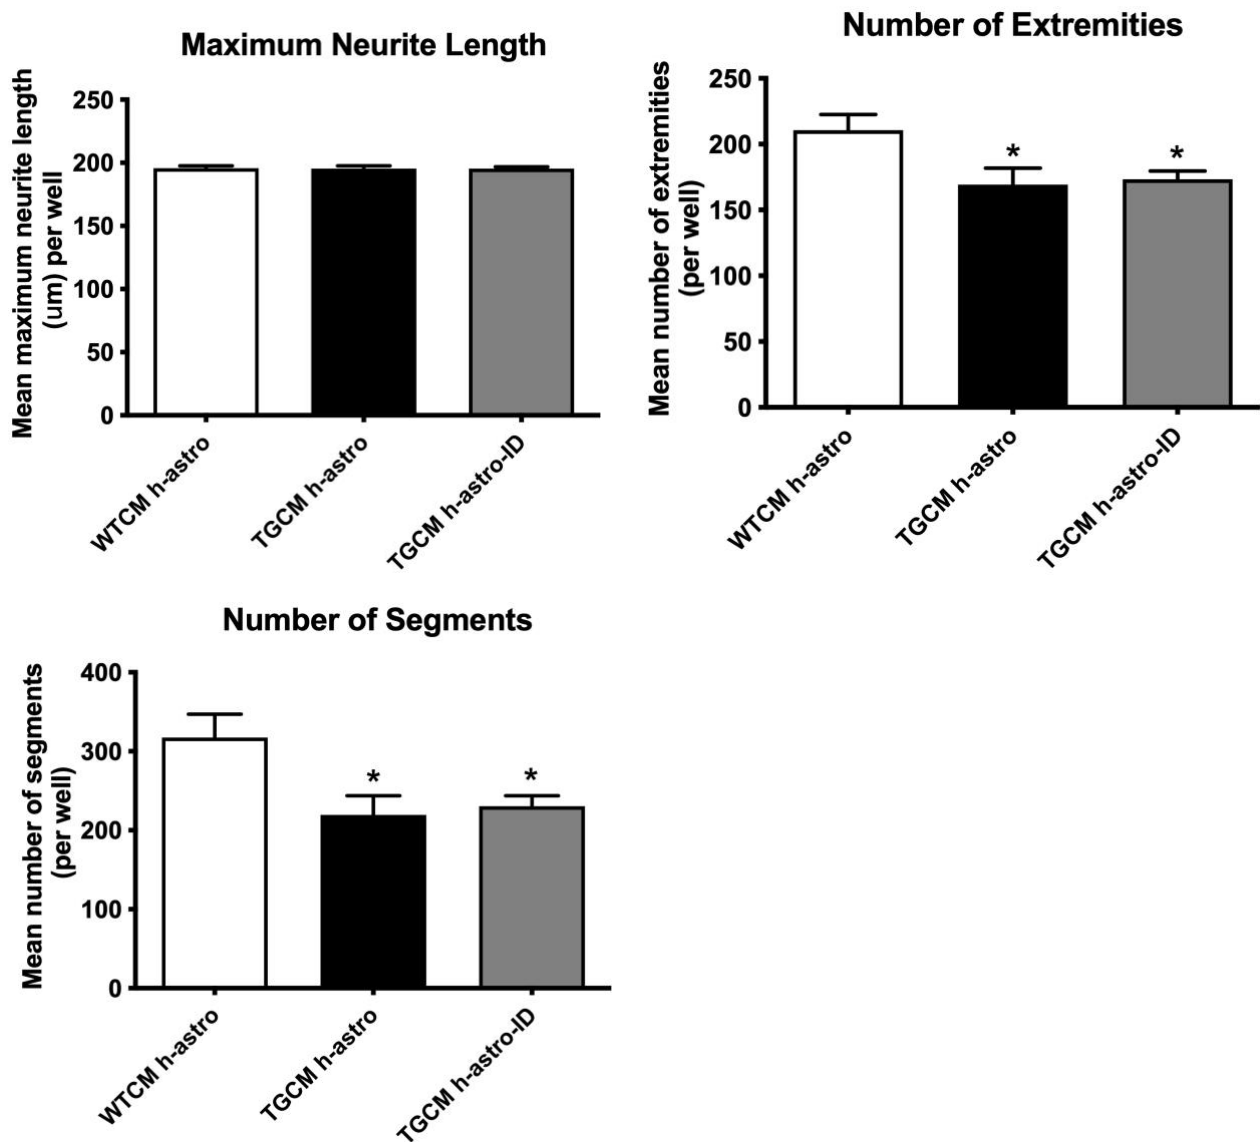 Maximum Neurite Length
Mean maximum neurite length
(um) per well
250
200
150
100
50
0
WTCM h-astro
TGCM h-astro
TGCM h-astro-ID
Number of Extremities
Mean number of extremities
(per well)
250
200
150
100
50
0
*
*
WTCM h-astro
TGCM h-astro
TGCM h-astro-ID
Number of Segments
Mean number of segments
(per well)
400
300
200
100
0
*
*
WTCM h-astro
TGCM h-astro
TGCM h-astro-ID